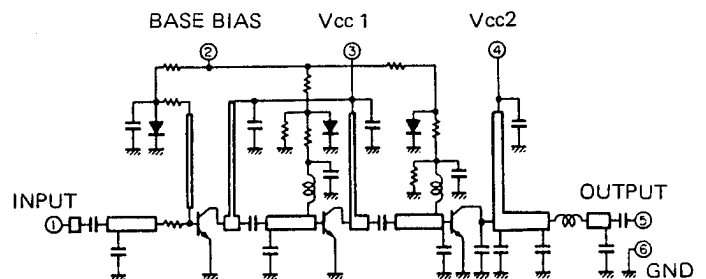 BASE BIAS Vcc 1 Vcc2
② ③ ④
INPUT OUTPUT
① ⑤
⑥
GND